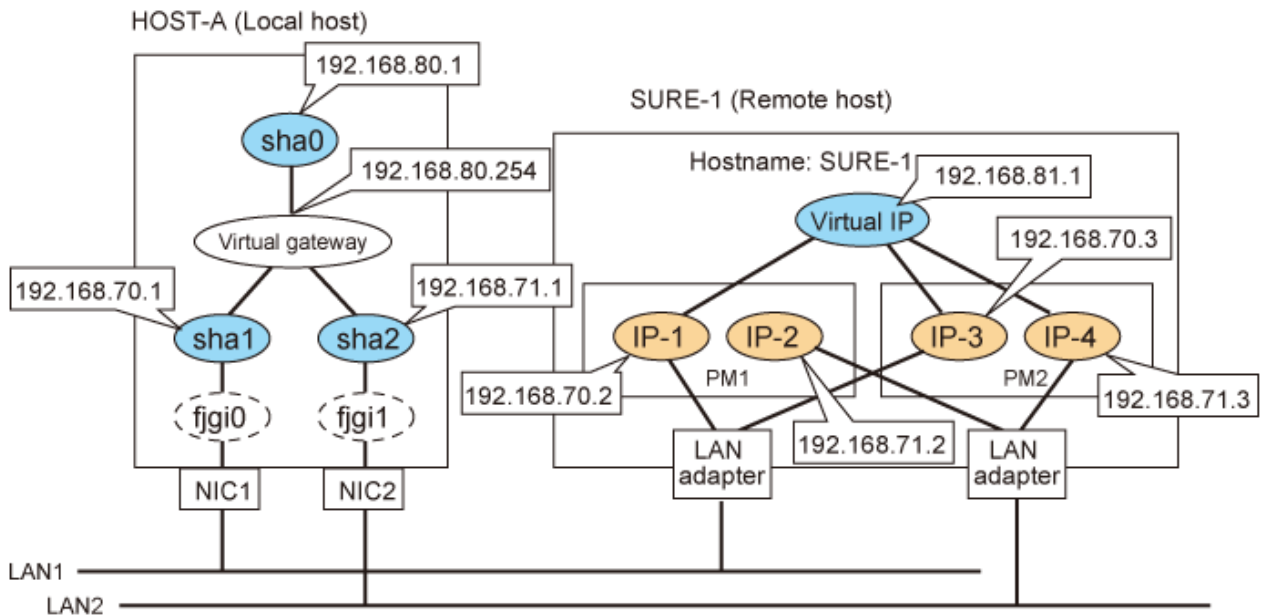 HOST-A (Local host)
192.168.80.1
sha0
192.168.80.254
Virtual gateway
192.168.70.1
192.168.71.1
sha1
sha2
fjgi0
fjgi1
NIC1
NIC2
SURE-1 (Remote host)
Hostname: SURE-1
192.168.81.1
Virtual IP
192.168.70.3
IP-1
IP-2
IP-3
IP-4
PM1
PM2
192.168.70.2
192.168.71.3
192.168.71.2
LAN
adapter
LAN
adapter
LAN1
LAN2